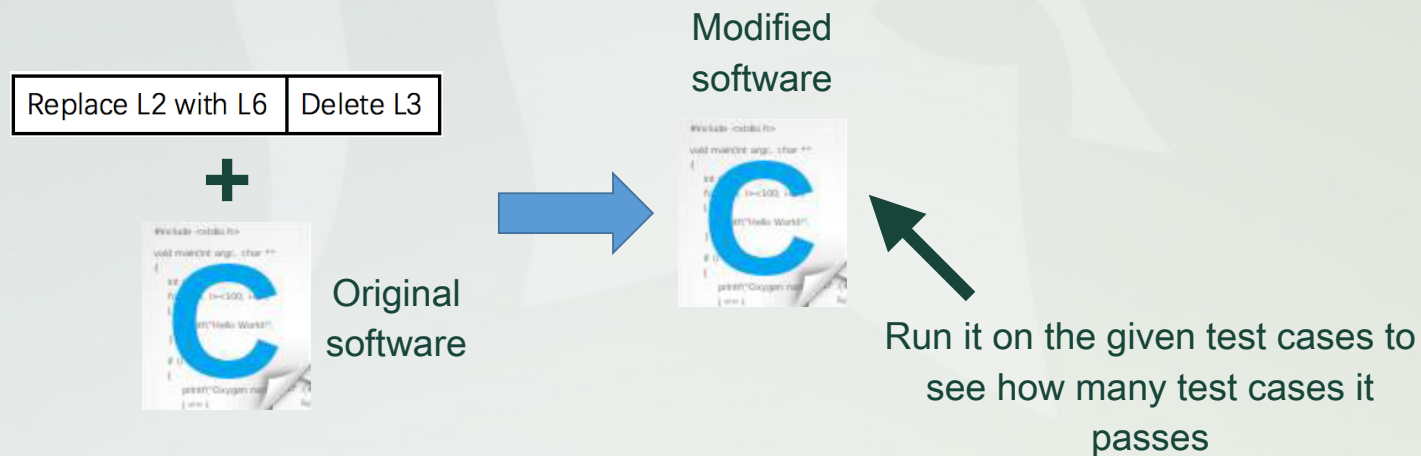 Modified
software
Replace L2 with L6 Delete L3
+
C
Original
software
C
Run it on the given test cases to
see how many test cases it
passes